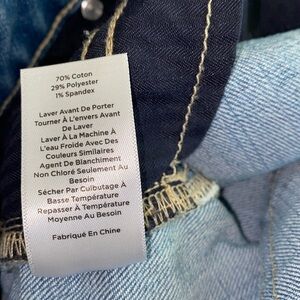 70% Coton
29% Polyester
1% Spandex
Laver Avant De Porter
Tourner À L'envers Avant
De Laver
Laver À La Machine À
L'eau Froide Avec Des
Couleurs Similaires
Agent De Blanchiment
Non Chloré Seulement Au
Besoin
Sécher Par Culbutage À
Basse Température
Repasser À Température
Moyenne Au Besoin
Fabriqué En Chine